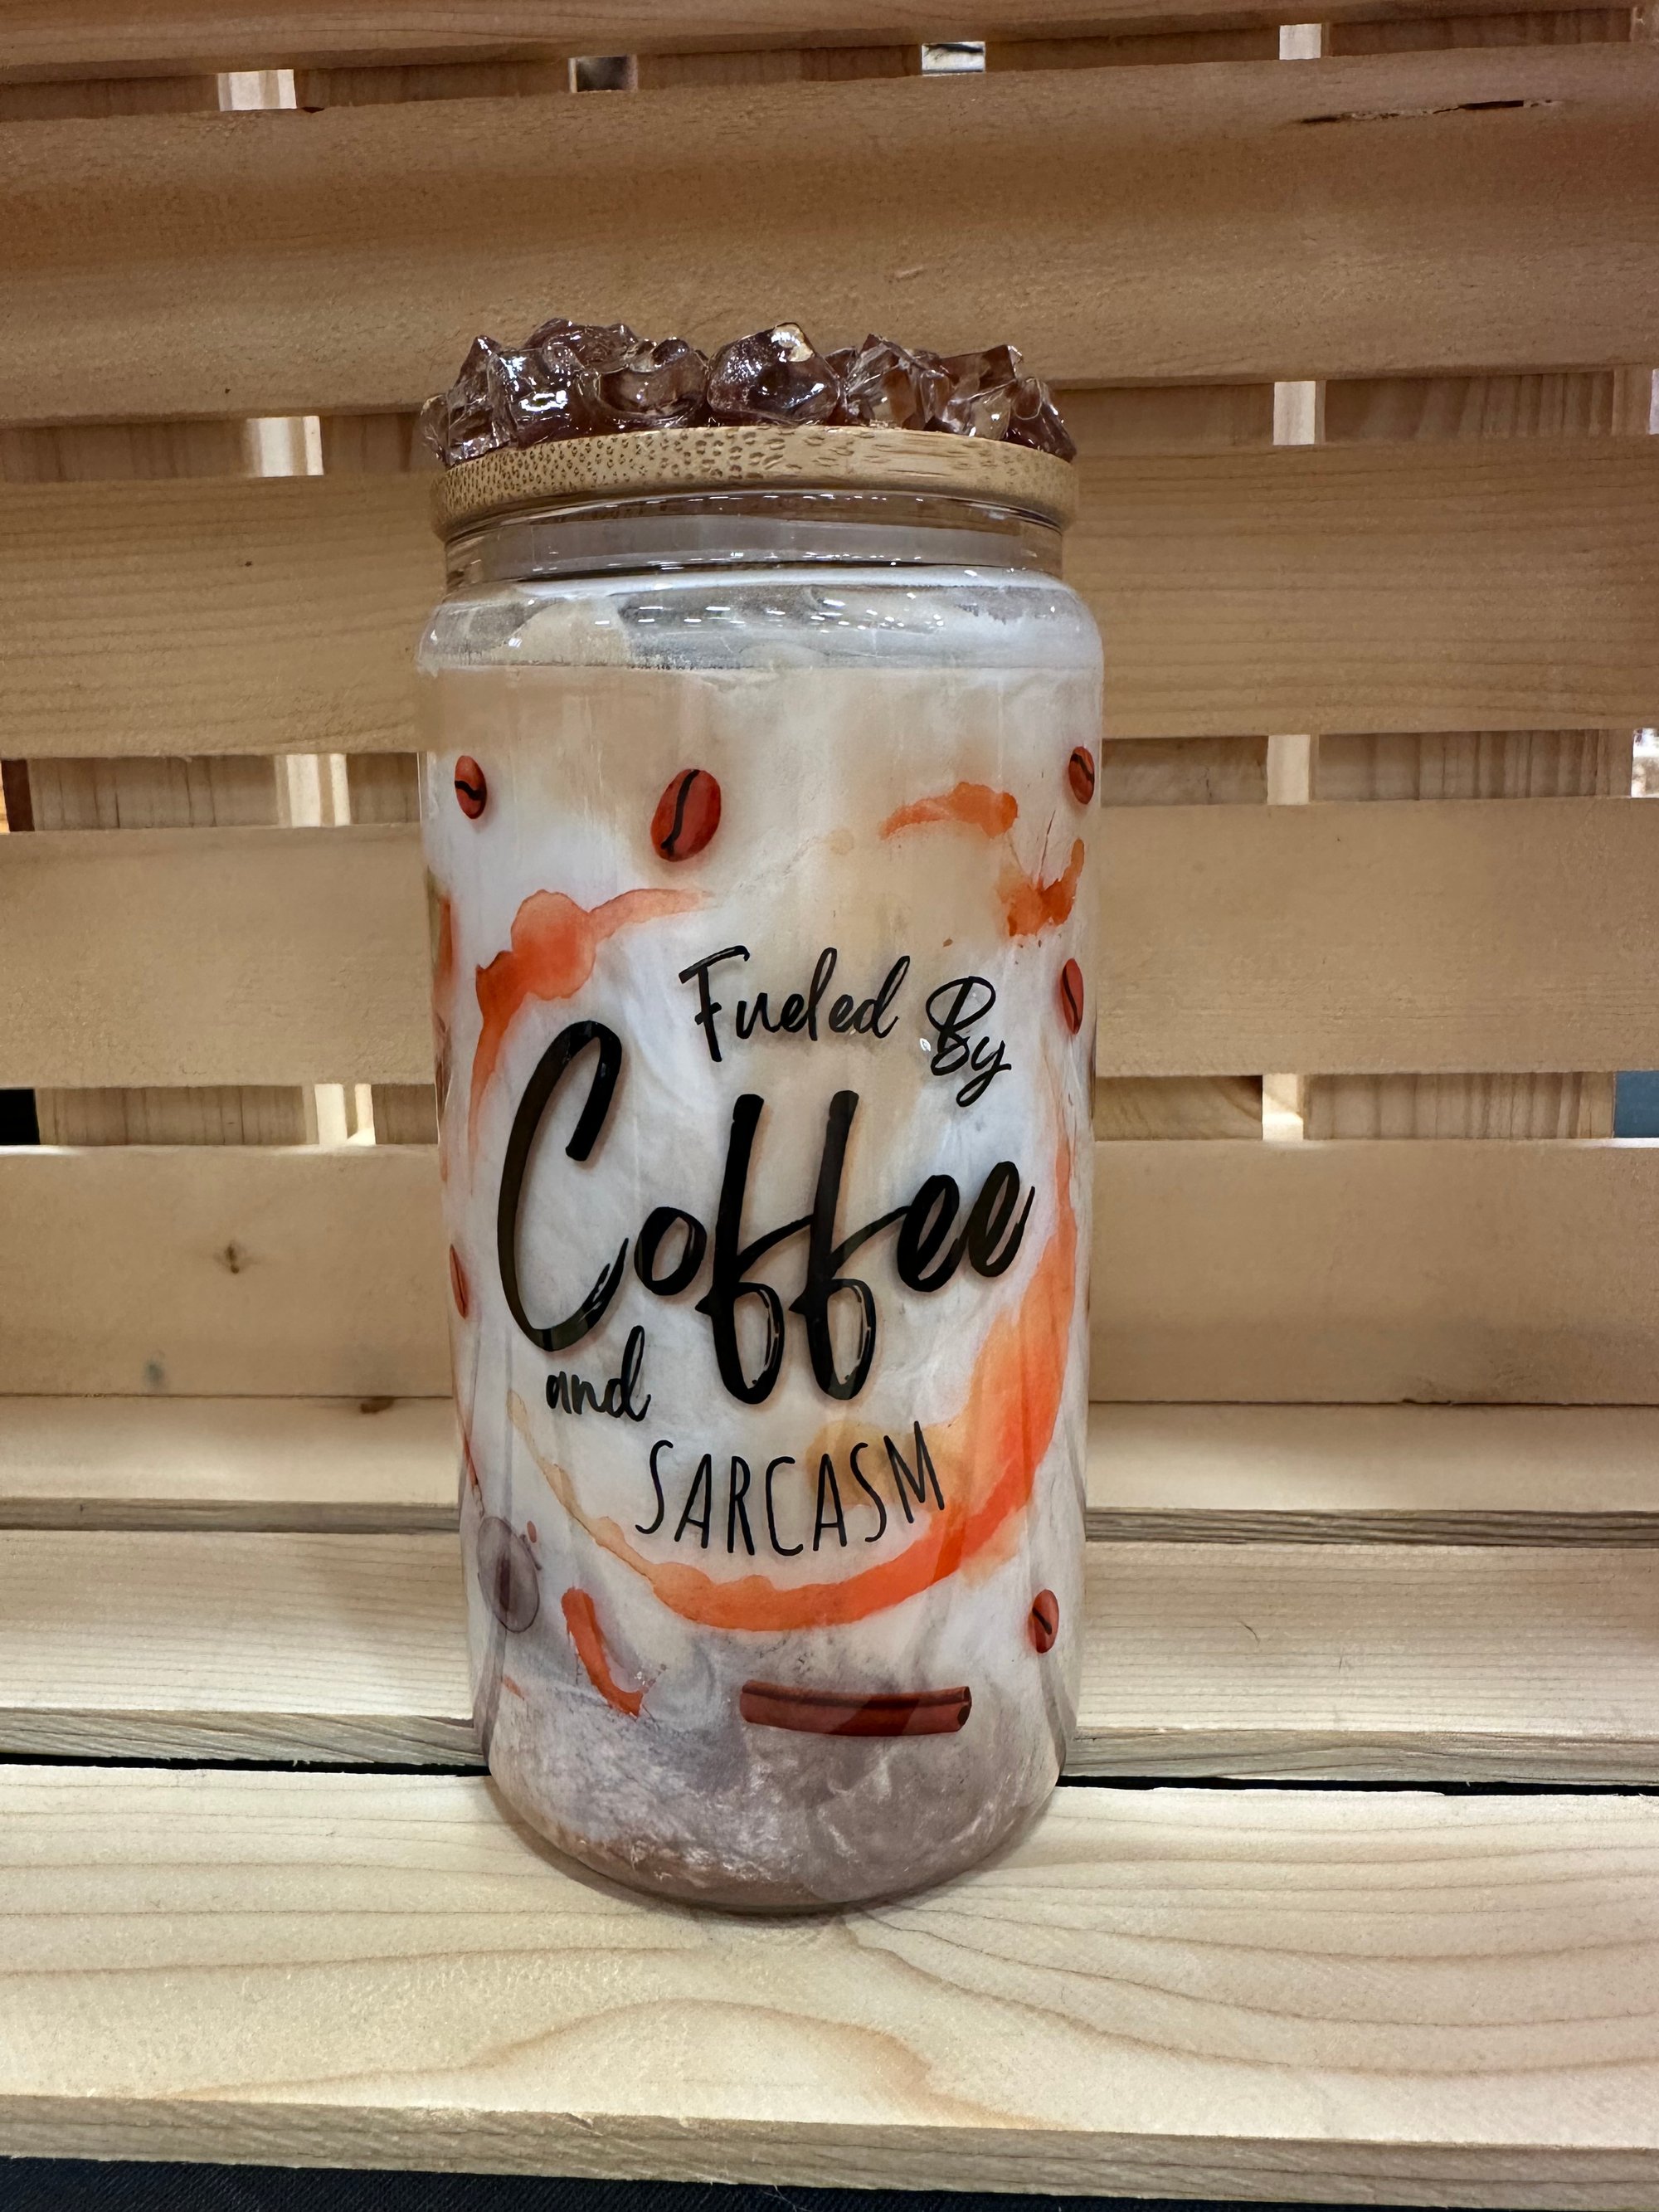 Fueled By
Coffee
and
SARCASM